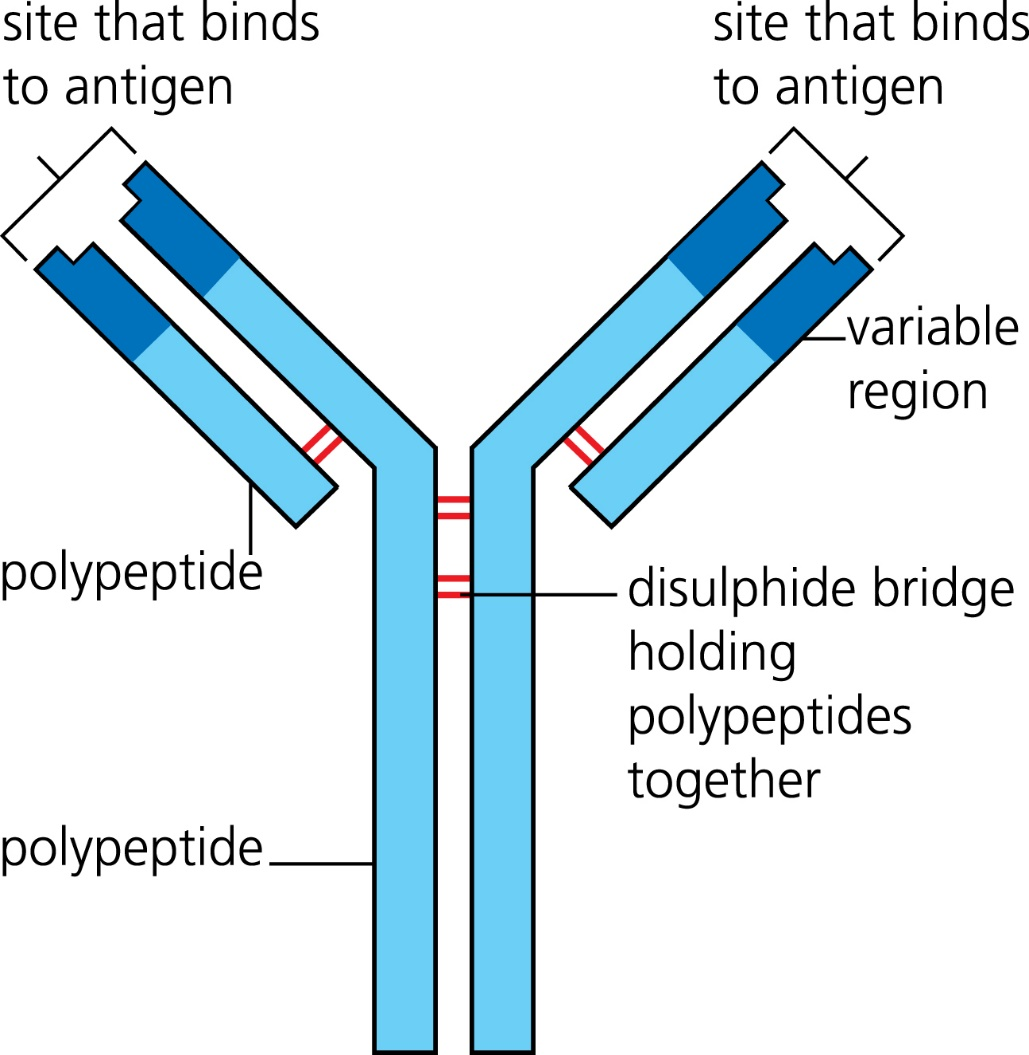 site that binds
to antigen
site that binds
to antigen
variable
region
polypeptide
disulphide bridge
holding
polypeptides
together
polypeptide